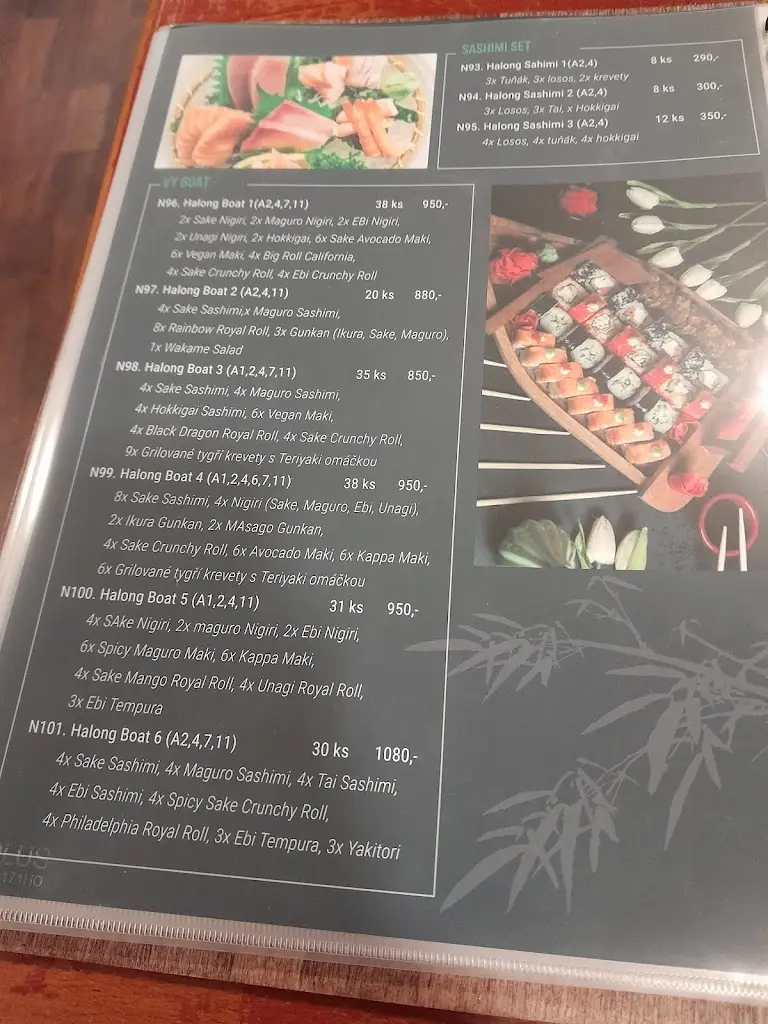 SASHIMI SET
N93. Halong Sahimi 1(A2,4) 8 ks 290,-
3x Tuňák, 3x losos, 2x krevety
N94. Halong Sashimi 2 (A2,4) 8 ks 300,-
3x Losos, 3x Tai, x Hokkigai
N95. Halong Sashimi 3 (A2,4) 12 ks 350,-
4x Losos, 4x tuňák, 4x hokkigai
VY BOAT
N96. Halong Boat 1(A2,4,7,11) 38 ks 950,-
2x Sake Nigiri, 2x Maguro Nigiri, 2x EBi Nigiri,
2x Unagi Nigiri, 2x Hokkigai, 6x Sake Avocado Maki,
6x Vegan Maki, 4x Big Roll California,
4x Sake Crunchy Roll, 4x Ebi Crunchy Roll
N97. Halong Boat 2 (A2,4,11) 20 ks 880,-
4x Sake Sashimi,x Maguro Sashimi,
8x Rainbow Royal Roll, 3x Gunkan (Ikura, Sake, Maguro),
1x Wakame Salad
N98. Halong Boat 3 (A1,2,4,7,11) 35 ks 850,-
4x Sake Sashimi, 4x Maguro Sashimi,
4x Hokkigai Sashimi, 6x Vegan Maki,
4x Black Dragon Royal Roll, 4x Sake Crunchy Roll,
9x Grilované tygří krevety s Teriyaki omáčkou
N99. Halong Boat 4 (A1,2,4,6,7,11) 38 ks 950,-
8x Sake Sashimi, 4x Nigiri (Sake, Maguro, Ebi, Unagi),
2x Ikura Gunkan, 2x MAsago Gunkan,
4x Sake Crunchy Roll, 6x Avocado Maki, 6x Kappa Maki,
6x Grilované tygří krevety s Teriyaki omáčkou
N100. Halong Boat 5 (A1,2,4,11) 31 ks 950,-
4x SAke Nigiri, 2x maguro Nigiri, 2x Ebi Nigiri,
6x Spicy Maguro Maki, 6x Kappa Maki,
4x Sake Mango Royal Roll, 4x Unagi Royal Roll,
3x Ebi Tempura
N101. Halong Boat 6 (A2,4,7,11) 30 ks 1080,-
4x Sake Sashimi, 4x Maguro Sashimi, 4x Tai Sashimi,
4x Ebi Sashimi, 4x Spicy Sake Crunchy Roll,
4x Philadelphia Royal Roll, 3x Ebi Tempura, 3x Yakitori